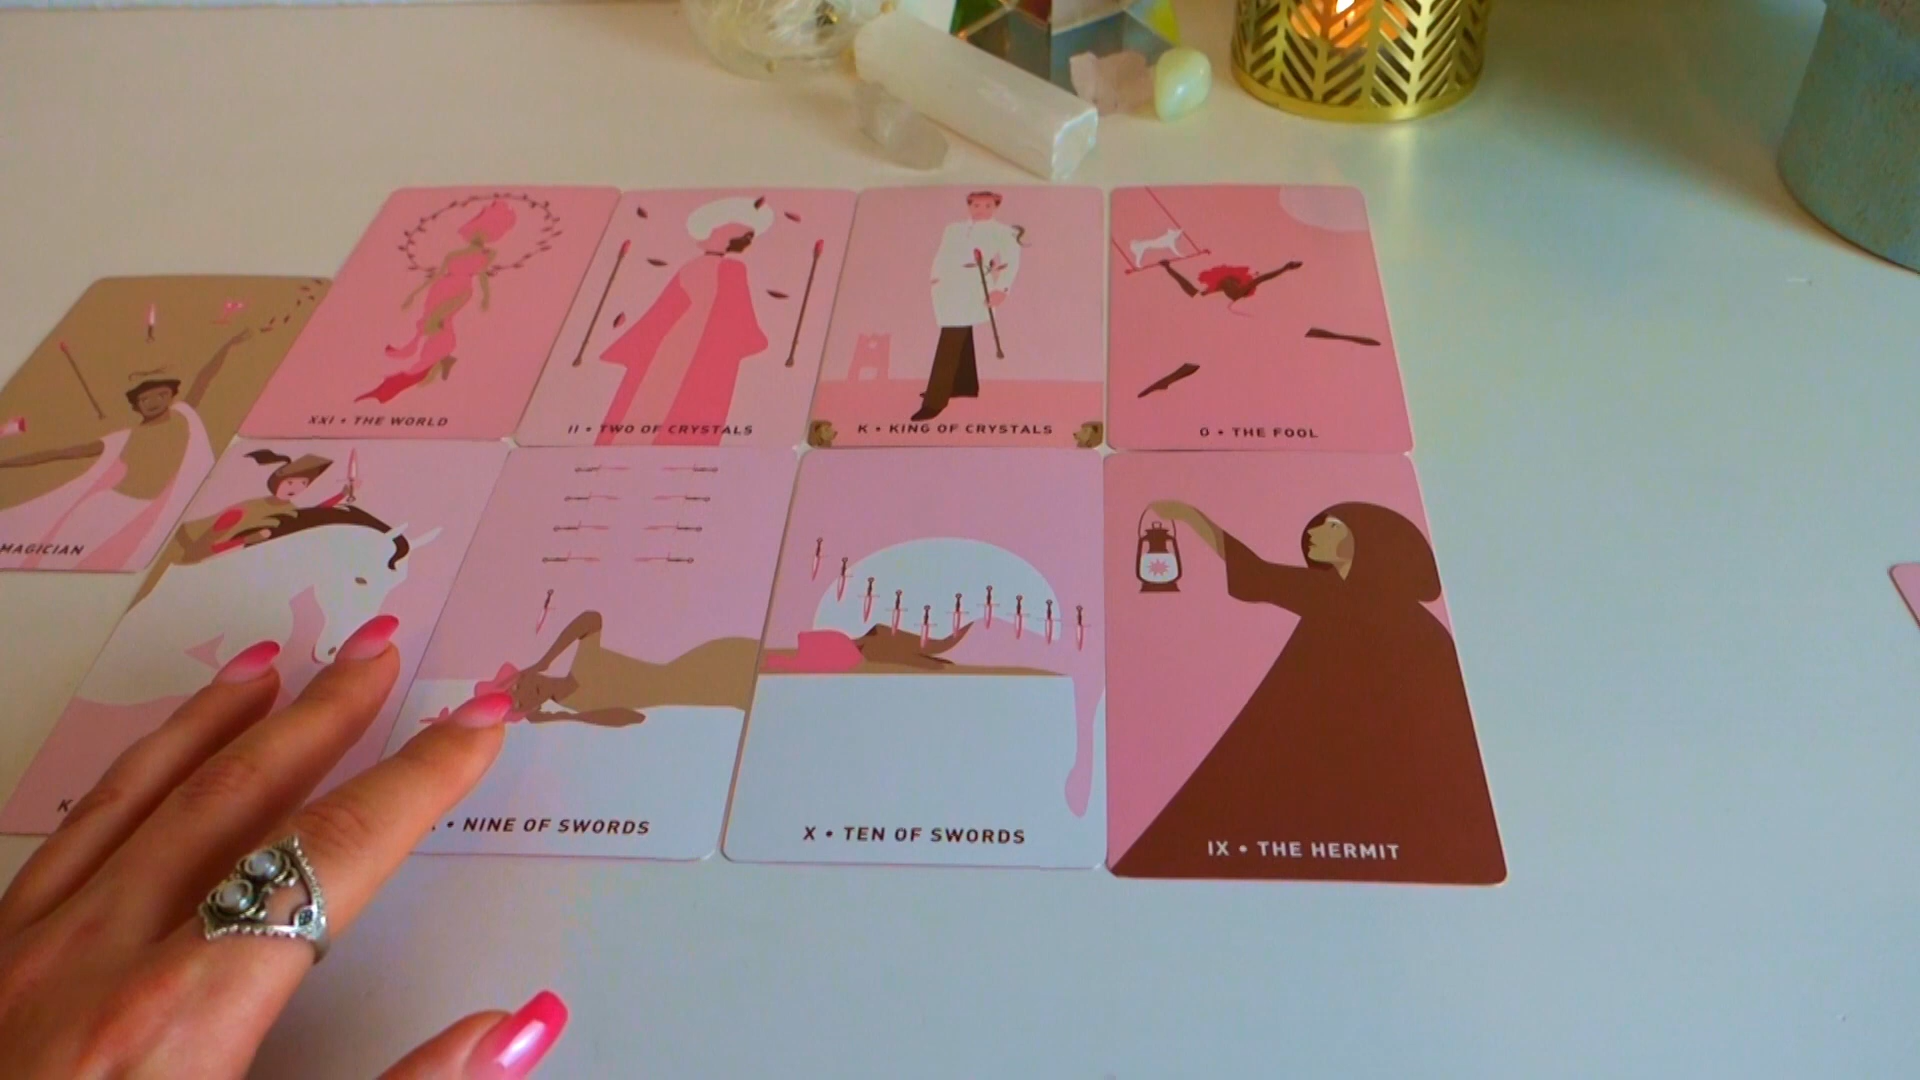 MAGICIAN
XXI • THE WORLD
II • TWO OF CRYSTALS
K • KING OF CRYSTALS
0 • THE FOOL
K
• NINE OF SWORDS
X • TEN OF SWORDS
IX • THE HERMIT